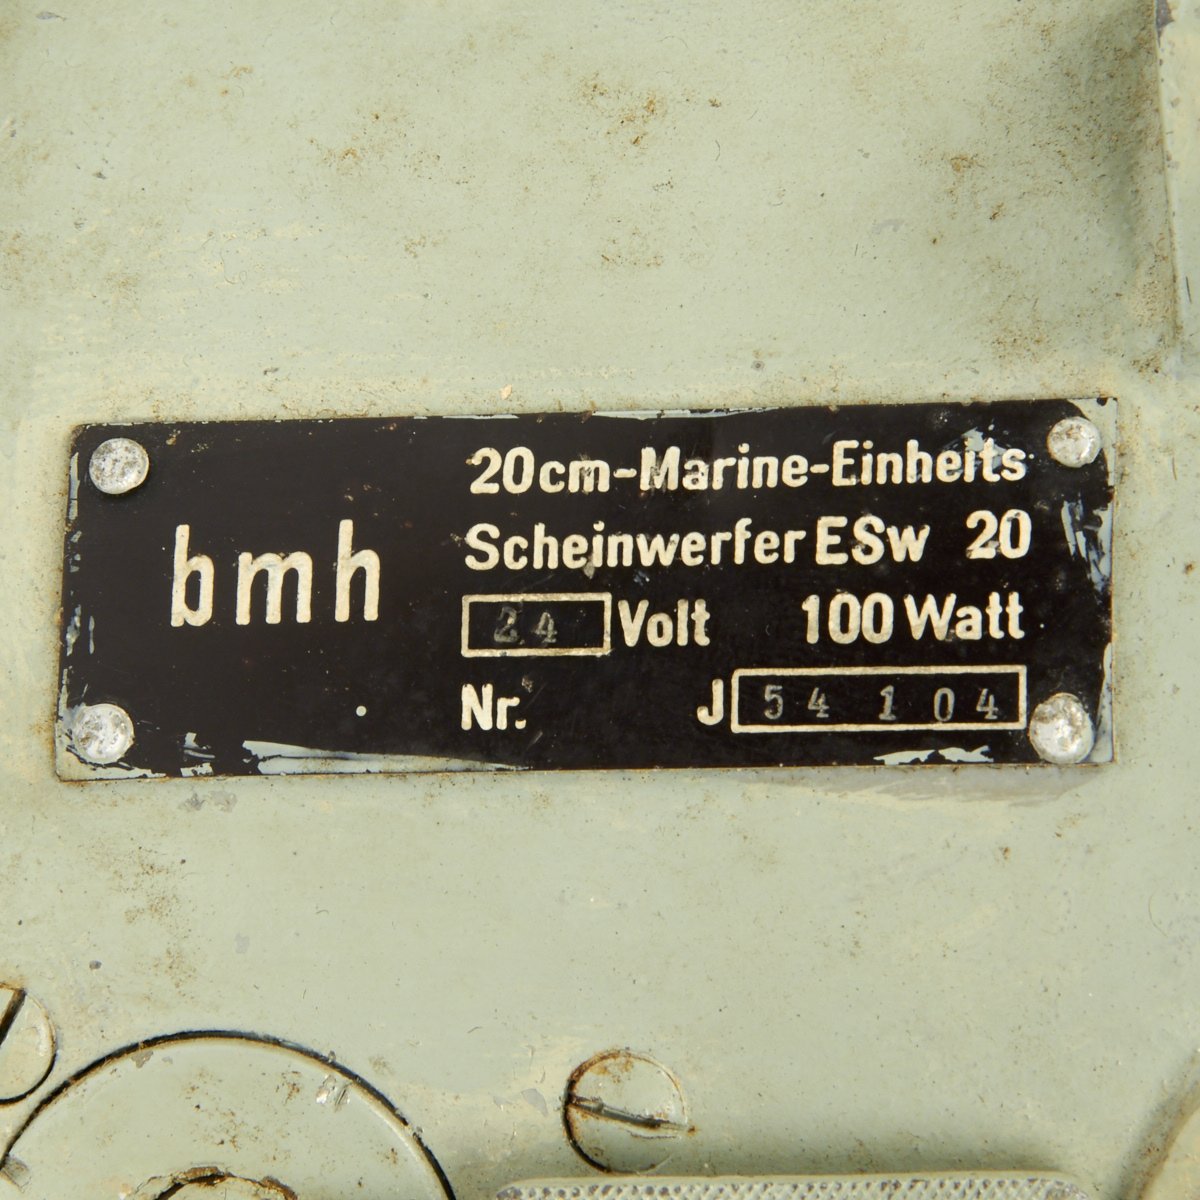 bmh
20cm-Marine-Einheits
Scheinwerfer ESw 20
24 Volt 100 Watt
Nr. J 54 104